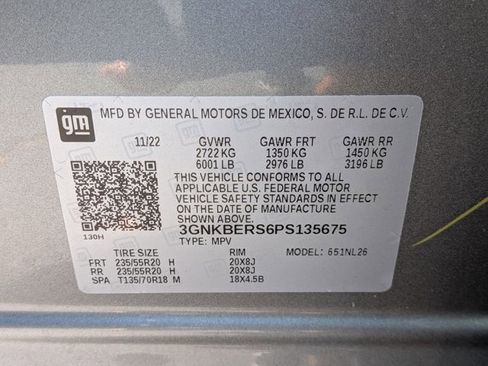 gm MFD BY GENERAL MOTORS DE MEXICO, S. DE R.L. DE C.V.
11/22 GVWR GAWR FRT GAWR RR
2722 KG 1350 KG 1450 KG
6001 LB 2976 LB 3196 LB
THIS VEHICLE CONFORMS TO ALL
APPLICABLE U.S. FEDERAL MOTOR
VEHICLE SAFETY STANDARDS IN EFFECT
ON THE DATE OF MANUFACTURE
SHOWN ABOVE
3GNKBERS6PS135675
130H TYPE: MPV MODEL: 651NL26
TIRE SIZE RIM
FRT 235/55R20 H 20X8J
RR 235/55R20 H 20X8J
SPA T135/70R18 M 18X4.5B